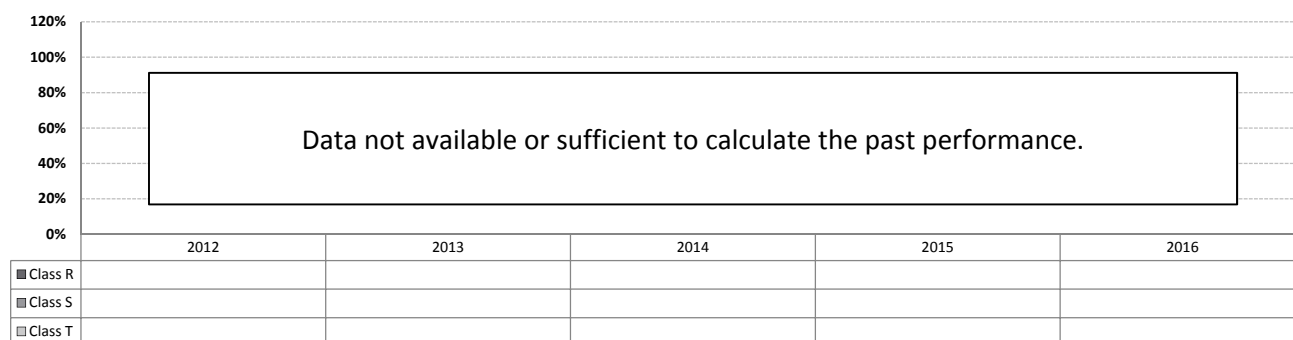 120%
100%
80%
60%
40%
20%
0%
Data not available or sufficient to calculate the past performance.
2012 2013 2014 2015 2016
Class R
Class S
Class T